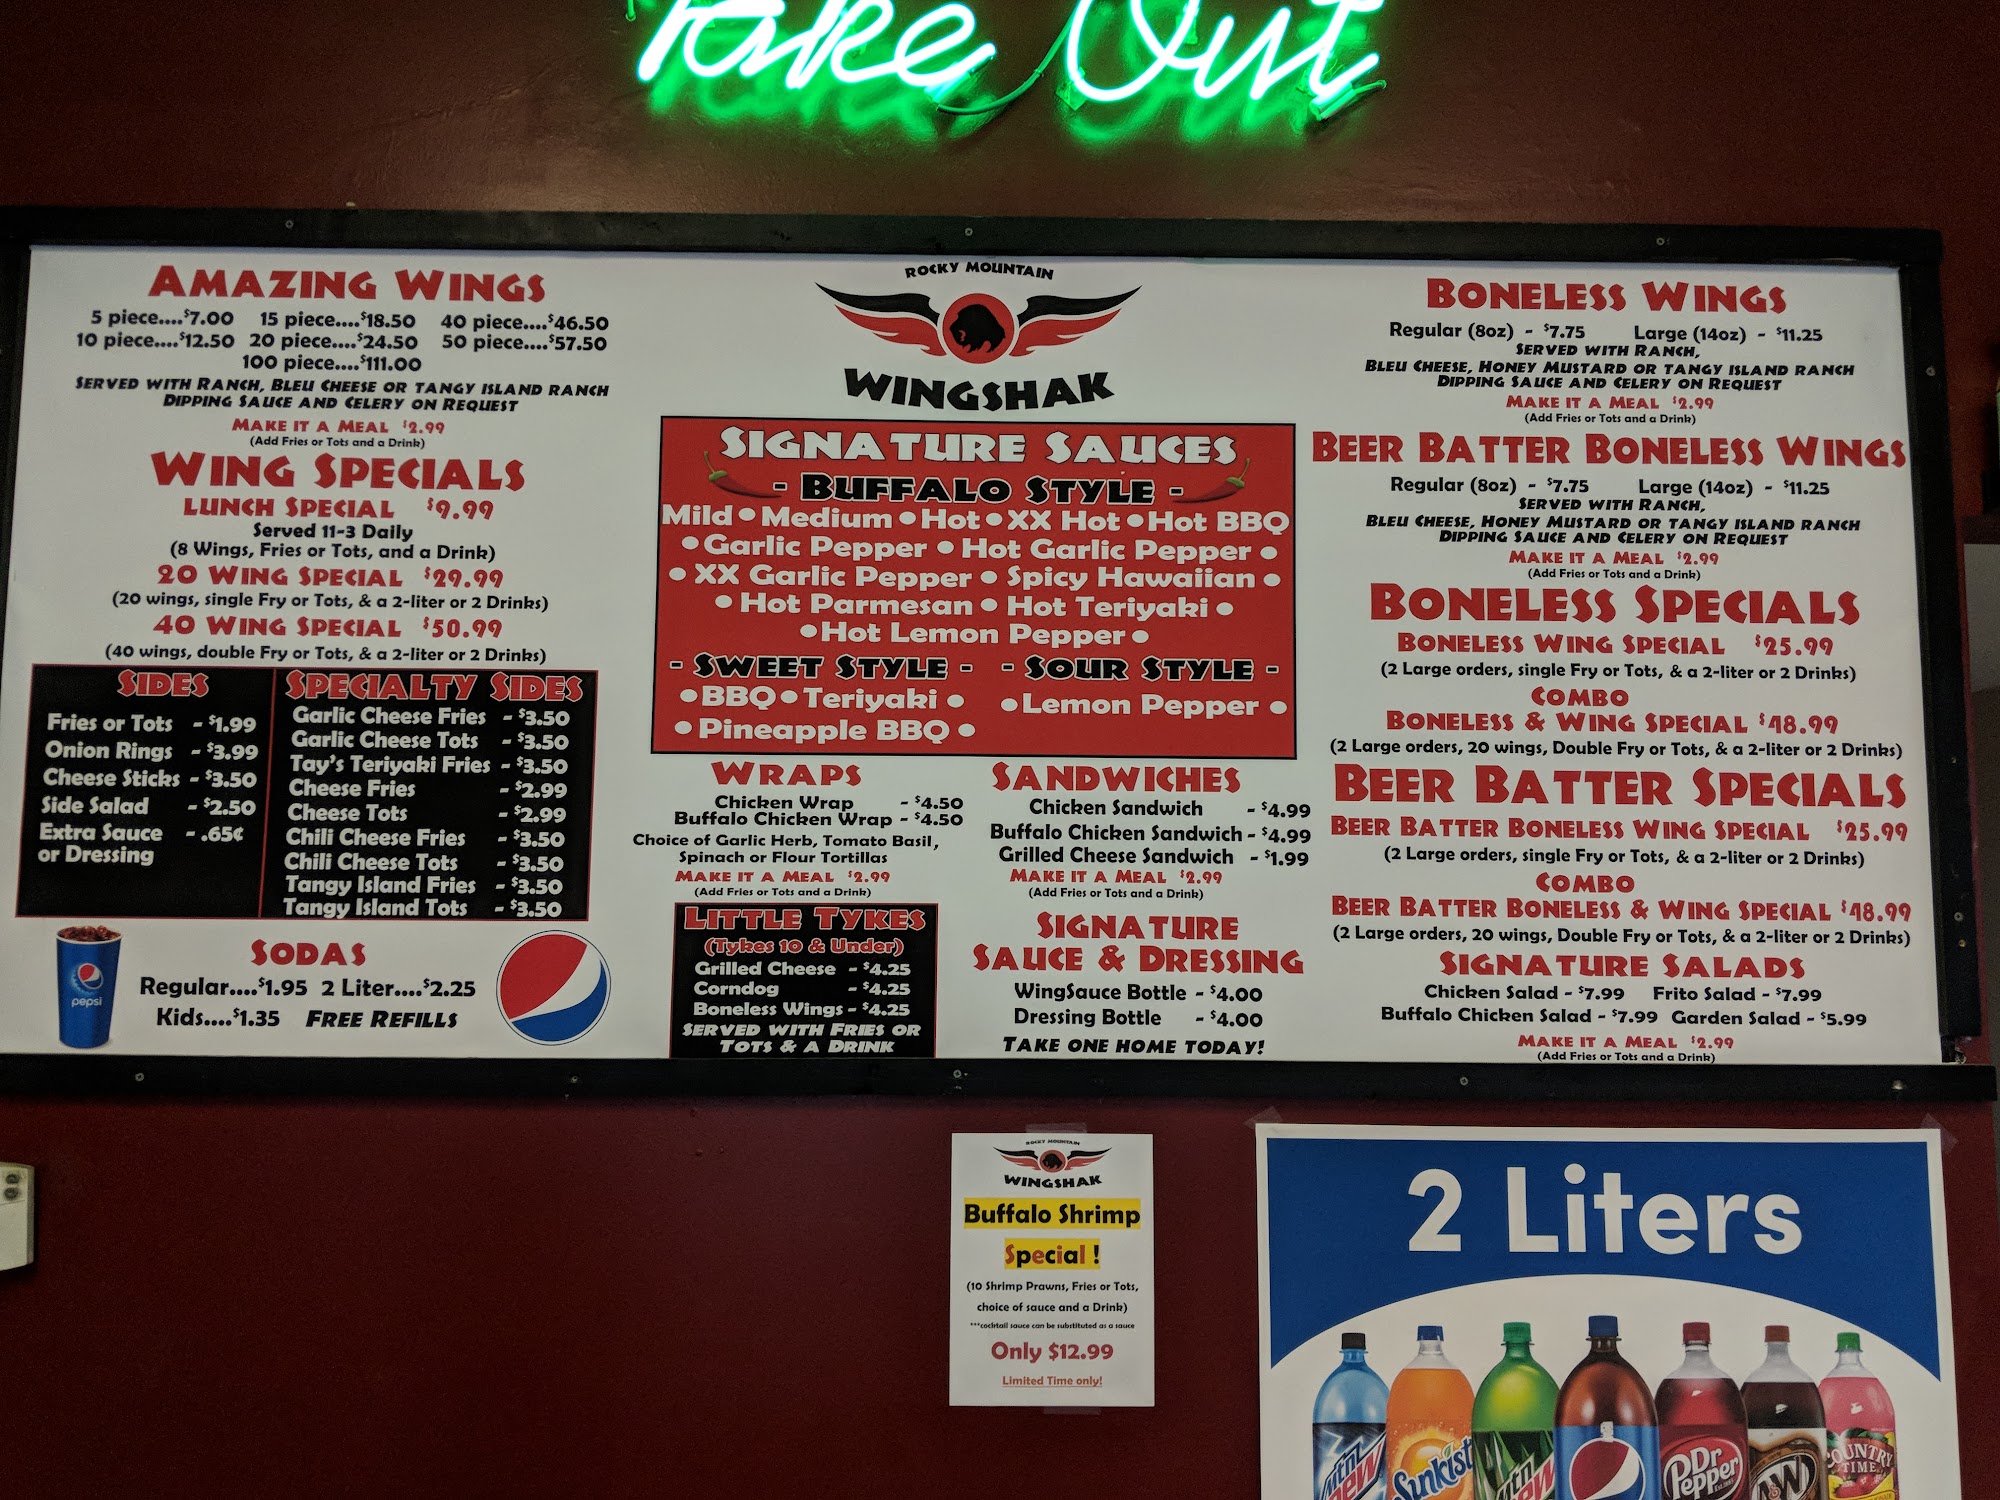 Take Out
AMAZING WINGS
5 piece....$7.00 15 piece....$18.50 40 piece....$46.50
10 piece....$12.50 20 piece....$24.50 50 piece....$57.50
100 piece....$111.00
SERVED WITH RANCH, BLEU CHEESE OR TANGY ISLAND RANCH
DIPPING SAUCE AND CELERY ON REQUEST
MAKE IT A MEAL $2.99
(Add Fries or Tots and a Drink)
WING SPECIALS
LUNCH SPECIAL $9.99
Served 11-3 Daily
(8 Wings, Fries or Tots, and a Drink)
20 WING SPECIAL $29.99
(20 wings, single Fry or Tots, & a 2-liter or 2 Drinks)
40 WING SPECIAL $50.99
(40 wings, double Fry or Tots, & a 2-liter or 2 Drinks)
SIDES
Fries or Tots - $1.99
Onion Rings - $3.99
Cheese Sticks - $3.50
Side Salad - $2.50
Extra Sauce - .65¢
or Dressing
SPECIALTY SIDES
Garlic Cheese Fries - $3.50
Garlic Cheese Tots - $3.50
Tay's Teriyaki Fries - $3.50
Cheese Fries - $2.99
Cheese Tots - $2.99
Chili Cheese Fries - $3.50
Chili Cheese Tots - $3.50
Tangy Island Fries - $3.50
Tangy Island Tots - $3.50
pepsi
SODAS
Regular....$1.95 2 Liter....$2.25
Kids....$1.35 FREE REFILLS
ROCKY MOUNTAIN
WINGSHAK
SIGNATURE SAUCES
- BUFFALO STYLE -
Mild • Medium • Hot • XX Hot • Hot BBQ
• Garlic Pepper • Hot Garlic Pepper •
• XX Garlic Pepper • Spicy Hawaiian •
• Hot Parmesan • Hot Teriyaki •
• Hot Lemon Pepper •
- SWEET STYLE -
• BBQ • Teriyaki •
• Pineapple BBQ •
- SOUR STYLE -
• Lemon Pepper •
WRAPS
Chicken Wrap - $4.50
Buffalo Chicken Wrap - $4.50
Choice of Garlic Herb, Tomato Basil,
Spinach or Flour Tortillas
MAKE IT A MEAL $2.99
(Add Fries or Tots and a Drink)
LITTLE TYKES
(Tykes 10 & Under)
Grilled Cheese - $4.25
Corndog - $4.25
Boneless Wings - $4.25
SERVED WITH FRIES OR
TOTS & A DRINK
SANDWICHES
Chicken Sandwich - $4.99
Buffalo Chicken Sandwich - $4.99
Grilled Cheese Sandwich - $1.99
MAKE IT A MEAL $2.99
(Add Fries or Tots and a Drink)
SIGNATURE
SAUCE & DRESSING
WingSauce Bottle - $4.00
Dressing Bottle - $4.00
TAKE ONE HOME TODAY!
BONELESS WINGS
Regular (8oz) - $7.75 Large (14oz) - $11.25
SERVED WITH RANCH,
BLEU CHEESE, HONEY MUSTARD OR TANGY ISLAND RANCH
DIPPING SAUCE AND CELERY ON REQUEST
MAKE IT A MEAL $2.99
(Add Fries or Tots and a Drink)
BEER BATTER BONELESS WINGS
Regular (8oz) - $7.75 Large (14oz) - $11.25
SERVED WITH RANCH,
BLEU CHEESE, HONEY MUSTARD OR TANGY ISLAND RANCH
DIPPING SAUCE AND CELERY ON REQUEST
MAKE IT A MEAL $2.99
(Add Fries or Tots and a Drink)
BONELESS SPECIALS
BONELESS WING SPECIAL $25.99
(2 Large orders, single Fry or Tots, & a 2-liter or 2 Drinks)
COMBO
BONELESS & WING SPECIAL $48.99
(2 Large orders, 20 wings, Double Fry or Tots, & a 2-liter or 2 Drinks)
BEER BATTER SPECIALS
BEER BATTER BONELESS WING SPECIAL $25.99
(2 Large orders, single Fry or Tots, & a 2-liter or 2 Drinks)
COMBO
BEER BATTER BONELESS & WING SPECIAL $48.99
(2 Large orders, 20 wings, Double Fry or Tots, & a 2-liter or 2 Drinks)
SIGNATURE SALADS
Chicken Salad - $7.99 Frito Salad - $7.99
Buffalo Chicken Salad - $7.99 Garden Salad - $5.99
MAKE IT A MEAL $2.99
(Add Fries or Tots and a Drink)
ROCKY MOUNTAIN
WINGSHAK
Buffalo Shrimp
Special !
(10 Shrimp Prawns, Fries or Tots,
choice of sauce and a Drink)
***cocktail sauce can be substituted as a sauce
Only $12.99
Limited Time only!
2 Liters
Mtn Dew
Sunkist
Mtn Dew
Dr Pepper
A&W
COUNTRY TIME